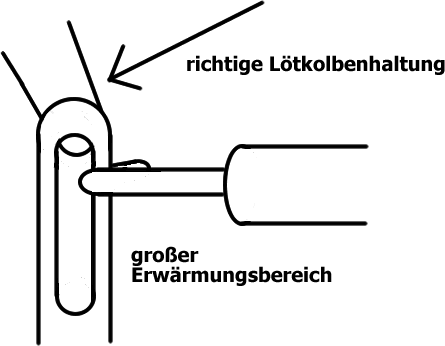 richtige Lötkolbenhaltung
großer
Erwärmungsbereich